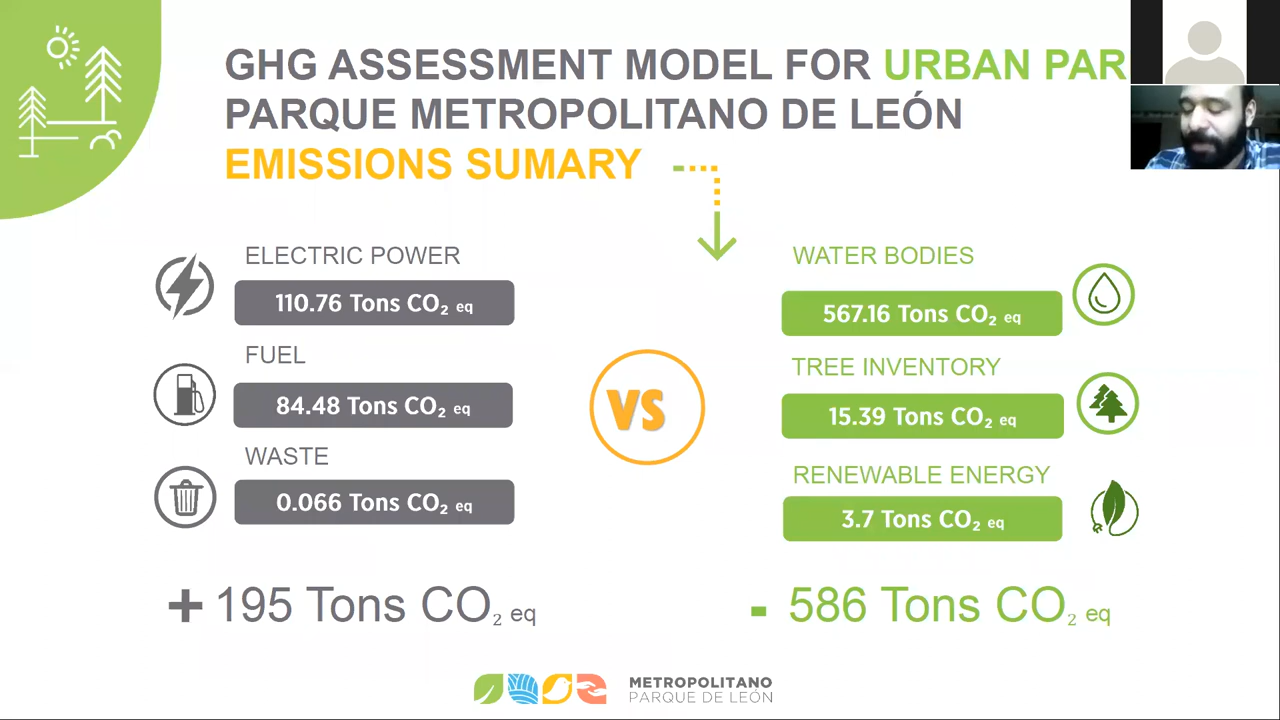 GHG ASSESSMENT MODEL FOR URBAN PAR
PARQUE METROPOLITANO DE LEÓN
EMISSIONS SUMARY
ELECTRIC POWER
110.76 Tons CO₂ eq
FUEL
84.48 Tons CO₂ eq
WASTE
0.066 Tons CO₂ eq
+ 195 Tons CO₂ eq
VS
WATER BODIES
567.16 Tons CO₂ eq
TREE INVENTORY
15.39 Tons CO₂ eq
RENEWABLE ENERGY
3.7 Tons CO₂ eq
- 586 Tons CO₂ eq
METROPOLITANO
PARQUE DE LEÓN